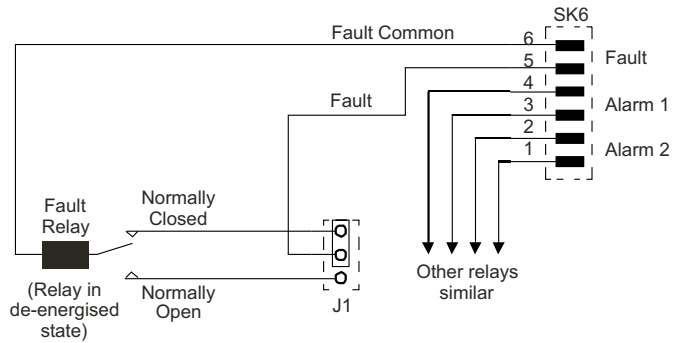 SK6
Fault Common
6
5
4
3
2
1
Fault
Alarm 1
Alarm 2
Fault
Fault
Relay
Normally
Closed
(Relay in
de-energised
state)
Normally
Open
J1
Other relays
similar